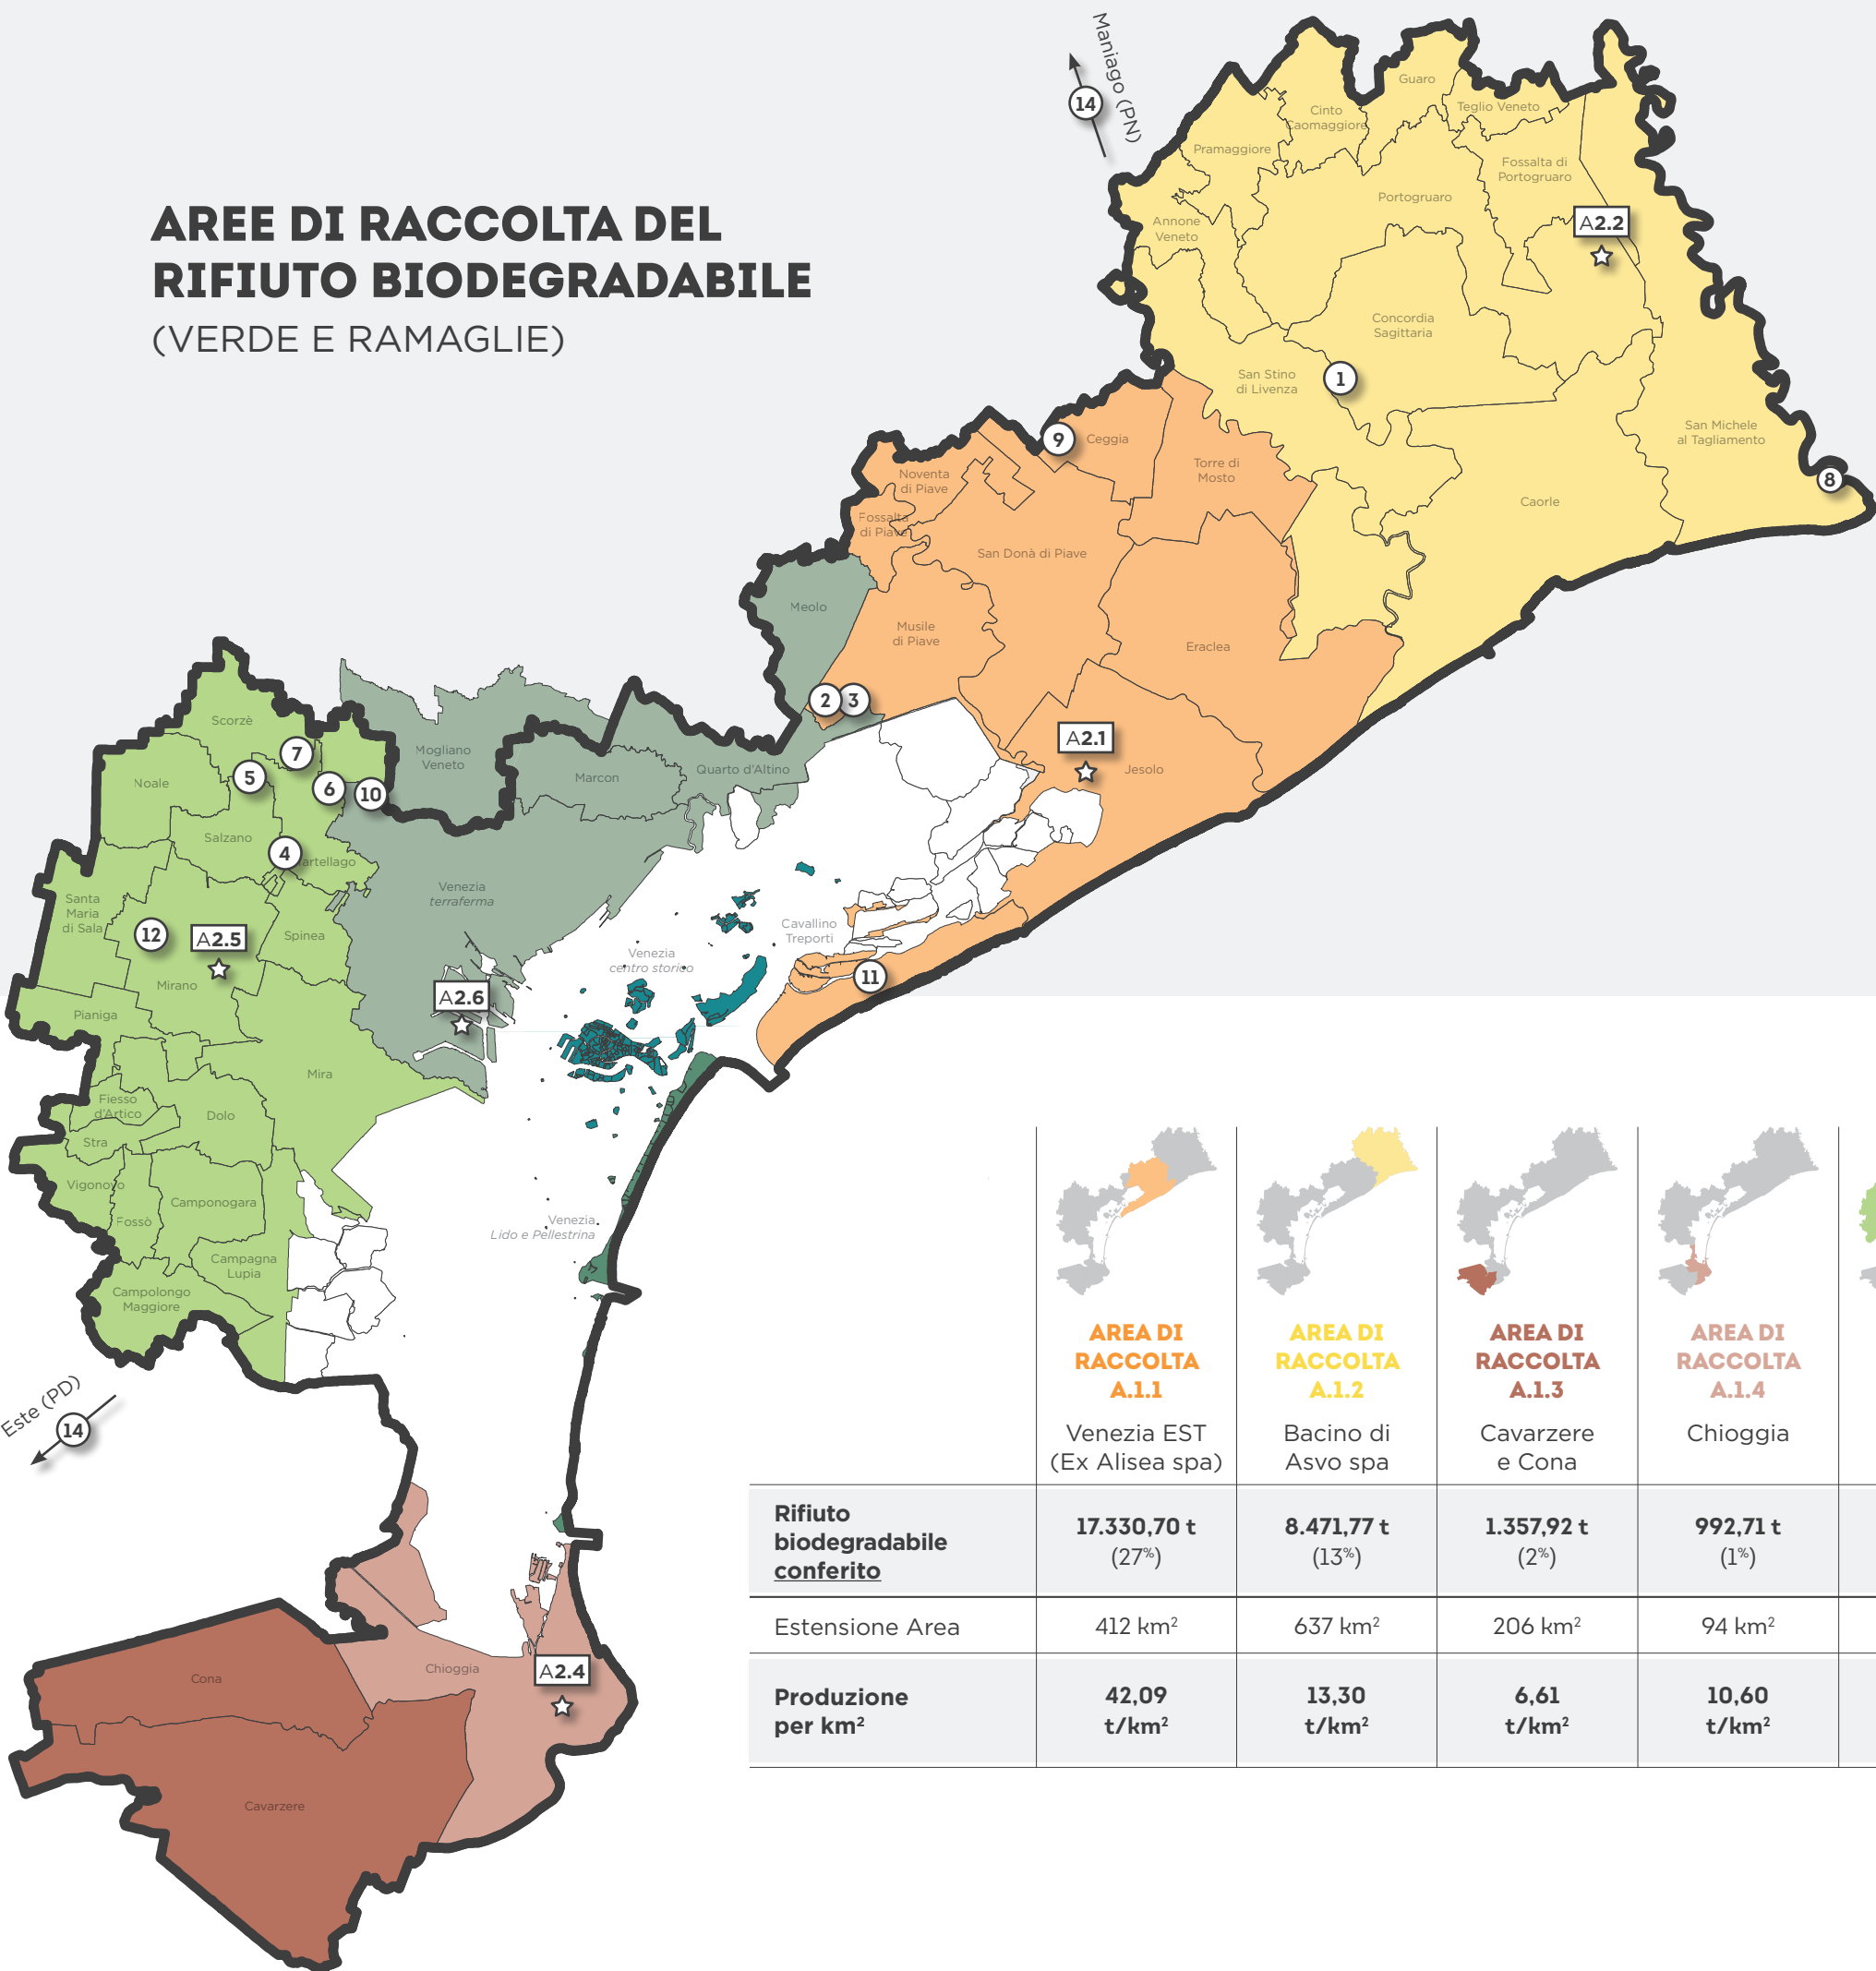 AREE DI RACCOLTA DEL
RIFIUTO BIODEGRADABILE
(VERDE E RAMAGLIE)
Maniago (PN)
14
Guaro
Cinto
Caomaggiore
Teglio Veneto
Pramaggiore
Fossalta di
Portogruaro
Portogruaro
Annone
Veneto
A2.2
Concordia
Sagittaria
San Stino
di Livenza
1
San Michele
al Tagliamento
8
Caorle
9
Ceggia
Torre di
Mosto
Noventa
di Piave
Fossalta
di Piave
San Donà di Piave
Meolo
Musile
di Piave
Eraclea
2
3
A2.1
Jesolo
Scorzè
7
Mogliano
Veneto
Marcon
Quarto d'Altino
Noale
5
6
10
Salzano
4
artellago
Venezia
terraferma
Santa
Maria
di Sala
12
A2.5
Spinea
Cavallino
Treporti
Venezia
centro storico
11
Mirano
A2.6
Pianiga
Mira
Fiesso
d'Artico
Dolo
Stra
Vigonovo
Camponogara
Fossò
Venezia
Lido e Pellestrina
Campagna
Lupia
Campolongo
Maggiore
Este (PD)
14
Chioggia
A2.4
Cona
Cavarzere
AREA DI
RACCOLTA
A.1.1
Venezia EST
(Ex Alisea spa)
AREA DI
RACCOLTA
A.1.2
Bacino di
Asvo spa
AREA DI
RACCOLTA
A.1.3
Cavarzere
e Cona
AREA DI
RACCOLTA
A.1.4
Chioggia
Rifiuto
biodegradabile
conferito
17.330,70 t
(27%)
8.471,77 t
(13%)
1.357,92 t
(2%)
992,71 t
(1%)
Estensione Area
412 km²
637 km²
206 km²
94 km²
Produzione
per km²
42,09
t/km²
13,30
t/km²
6,61
t/km²
10,60
t/km²